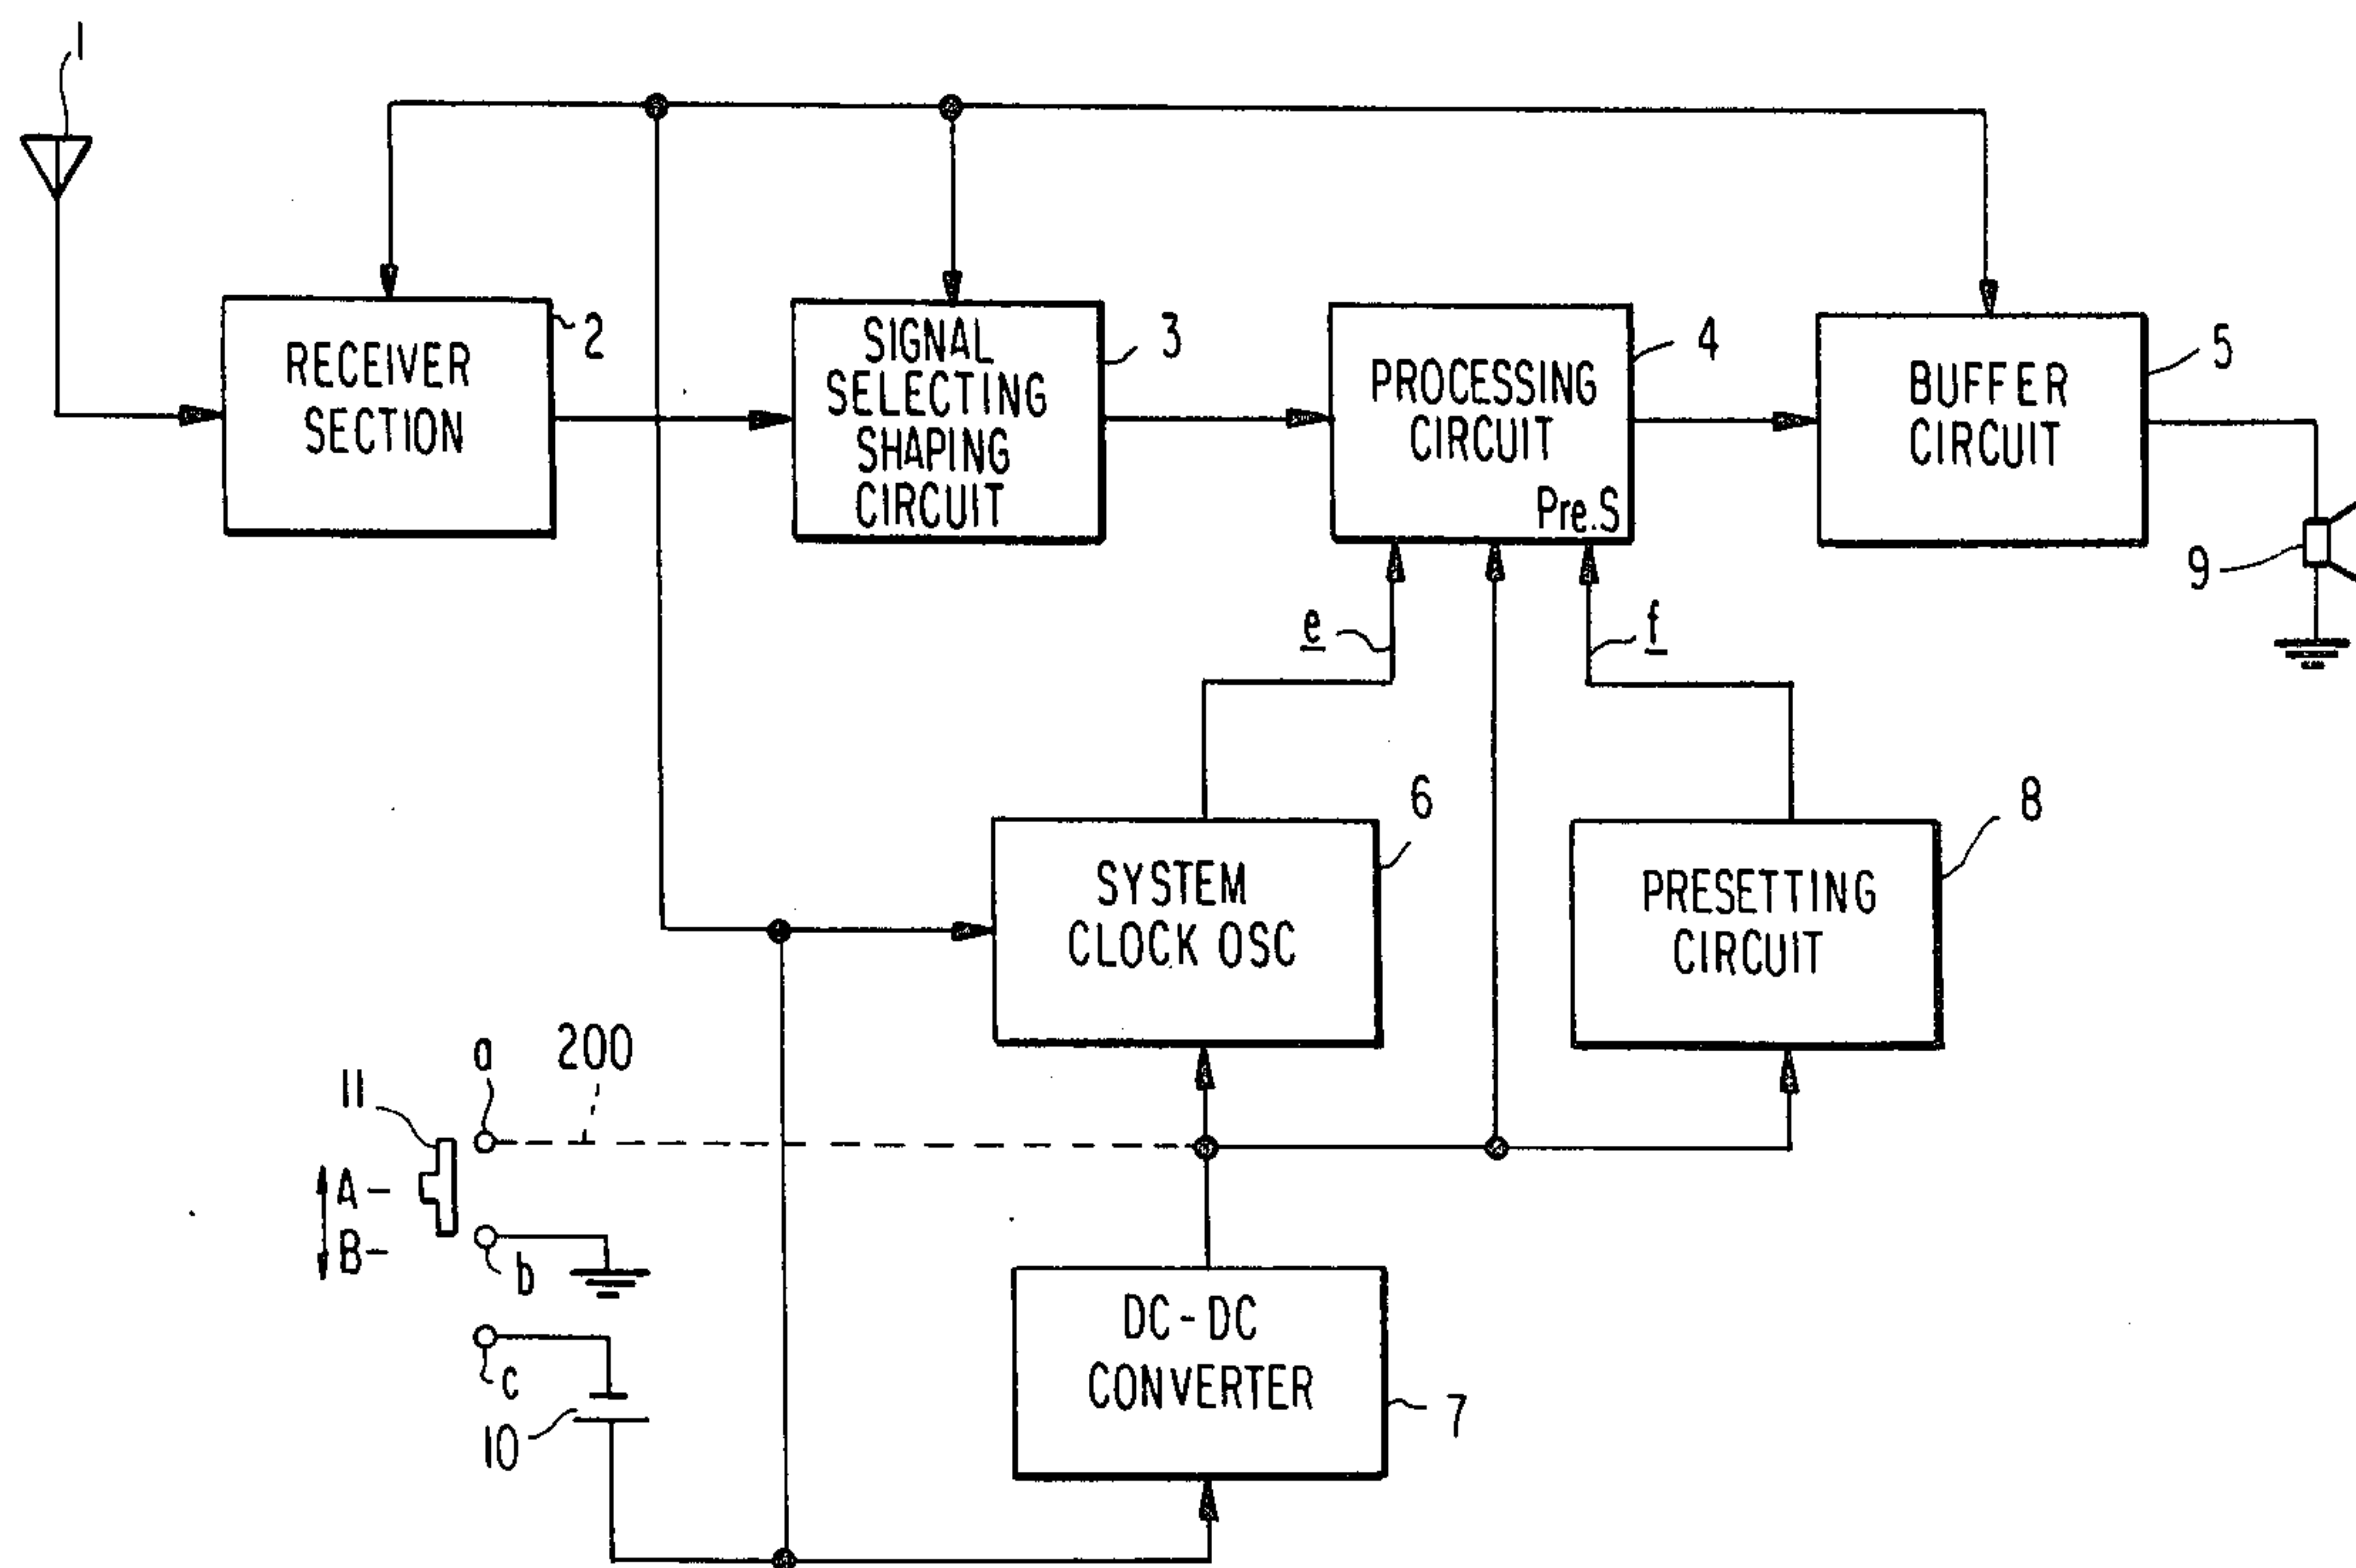 1
RECEIVER
SECTION
2
SIGNAL
SELECTING
SHAPING
CIRCUIT
3
PROCESSING
CIRCUIT
Pre.S
4
BUFFER
CIRCUIT
5
9
e
f
SYSTEM
CLOCK OSC
6
PRESETTING
CIRCUIT
8
a
200
11
A-
B-
b
c
10
DC-DC
CONVERTER
7